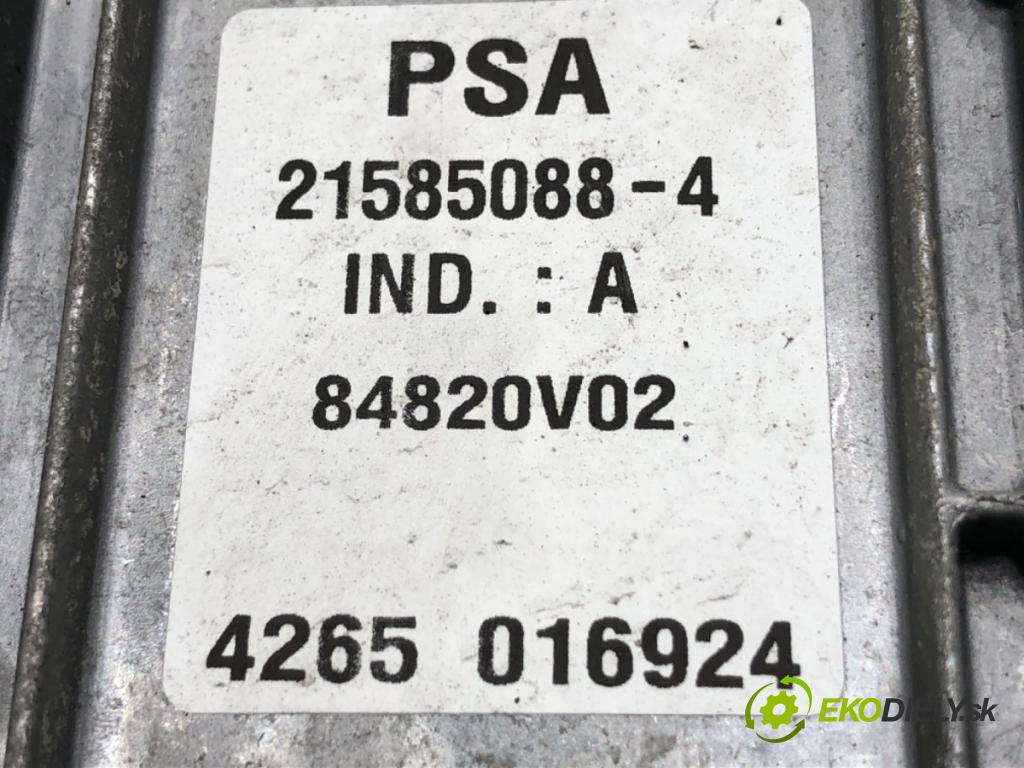 PSA
21585088-4
IND. : A
84820V02
4265 016924
EKODIELY.sk